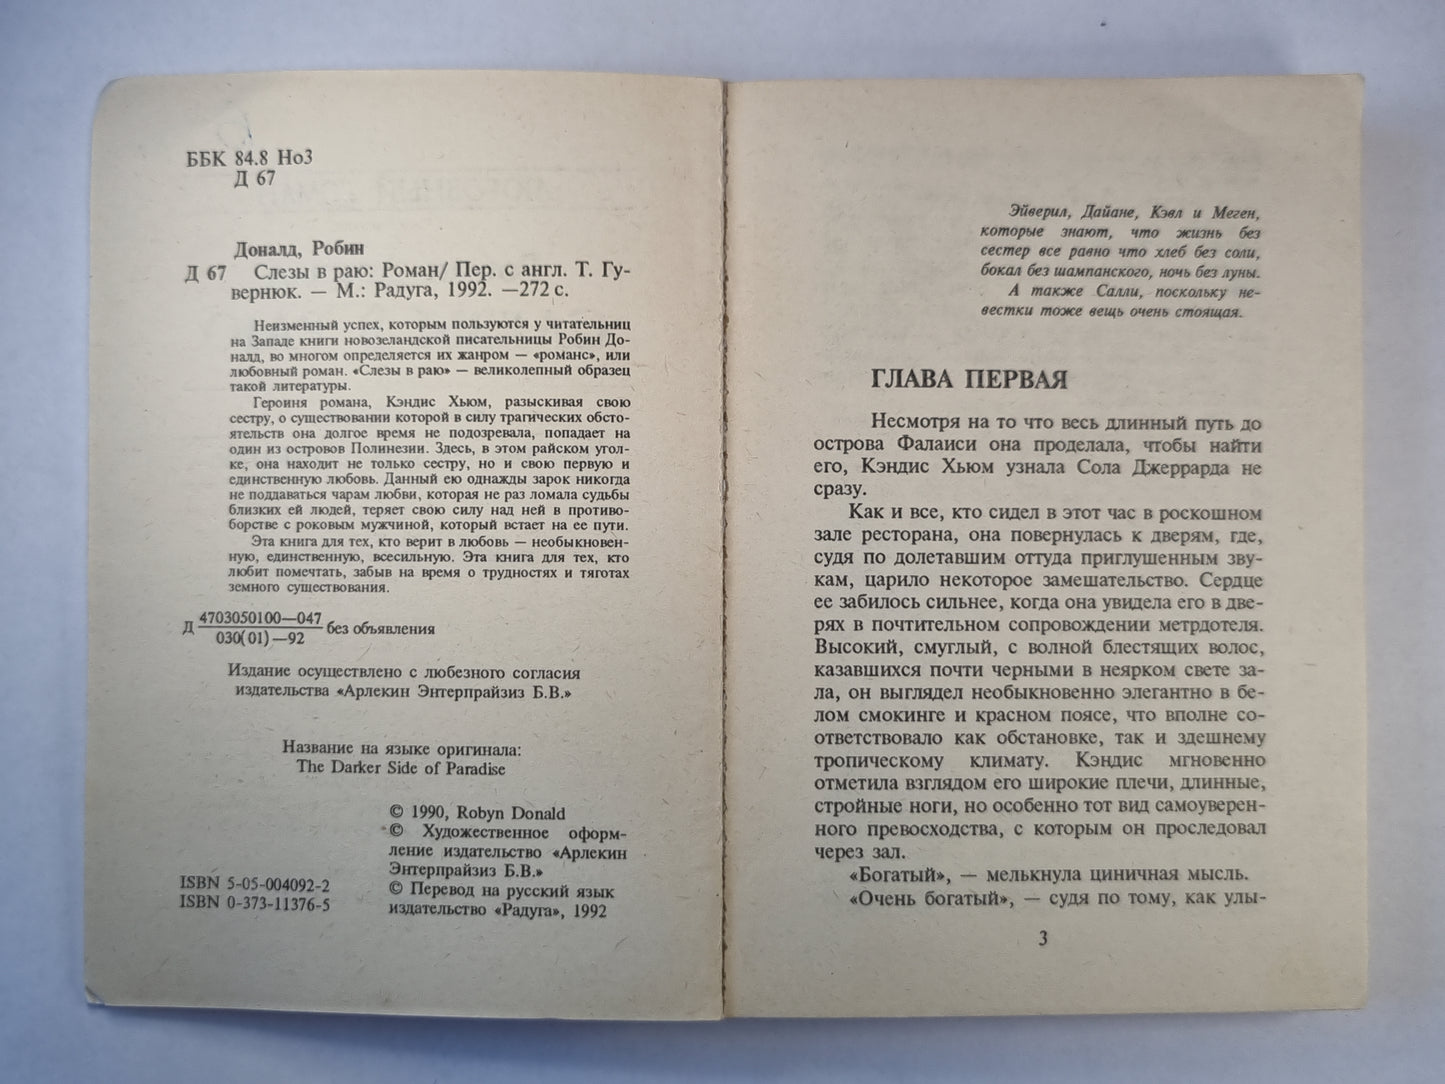 ББК 84.8 Но3
Д 67
Доналд, Робин
Д 67 Слезы в раю: Роман/ Пер. с англ. Т. Гу-
вернюк. — М.: Радуга, 1992. —272 с.
Неизменный успех, которым пользуются у читательниц
на Западе книги новозеландской писательницы Робин До-
налд, во многом определяется их жанром — «романс», или
любовный роман. «Слезы в раю» — великолепный образец
такой литературы.
Героиня романа, Кэндис Хьюм, разыскивая свою
сестру, о существовании которой в силу трагических обсто-
ятельств она долгое время не подозревала, попадает на
один из островов Полинезии. Здесь, в этом райском угол-
ке, она находит не только сестру, но и свою первую и
единственную любовь. Данный ею однажды зарок никогда
не поддаваться чарам любви, которая не раз ломала судьбы
близких ей людей, теряет свою силу над ней в противо-
борстве с роковым мужчиной, который встает на ее пути.
Эта книга для тех, кто верит в любовь — необыкновен-
ную, единственную, всесильную. Эта книга для тех, кто
любит помечтать, забыв на время о трудностях и тяготах
земного существования.
Д 4703050100—047
030(01)—92 без объявления
Издание осуществлено с любезного согласия
издательства «Арлекин Энтерпрайзиз Б.В.»
Название на языке оригинала:
The Darker Side of Paradise
© 1990, Robyn Donald
© Художественное оформ-
ление издательство «Арлекин
Энтерпрайзиз Б.В.»
ISBN 5-05-004092-2
© Перевод на русский язык
ISBN 0-373-11376-5
издательство «Радуга», 1992
Эйверил, Дайане, Кэвл и Меген,
которые знают, что жизнь без
сестер все равно что хлеб без соли,
бокал без шампанского, ночь без луны.
А также Салли, поскольку не-
вестки тоже вещь очень стоящая.
ГЛАВА ПЕРВАЯ
Несмотря на то что весь длинный путь до
острова Фалаиси она проделала, чтобы найти
его, Кэндис Хьюм узнала Сола Джеррарда не
сразу.
Как и все, кто сидел в этот час в роскошном
зале ресторана, она повернулась к дверям, где,
судя по долетавшим оттуда приглушенным зву-
кам, царило некоторое замешательство. Сердце
ее забилось сильнее, когда она увидела его в две-
рях в почтительном сопровождении метрдотеля.
Высокий, смуглый, с волной блестящих волос,
казавшихся почти черными в неярком свете за-
ла, он выглядел необыкновенно элегантно в бе-
лом смокинге и красном поясе, что вполне со-
ответствовало как обстановке, так и здешнему
тропическому климату. Кэндис мгновенно
отметила взглядом его широкие плечи, длинные,
стройные ноги, но особенно тот вид самоуверен-
ного превосходства, с которым он проследовал
через зал.
«Богатый», — мелькнула циничная мысль.
«Очень богатый», — судя по тому, как улы-
3